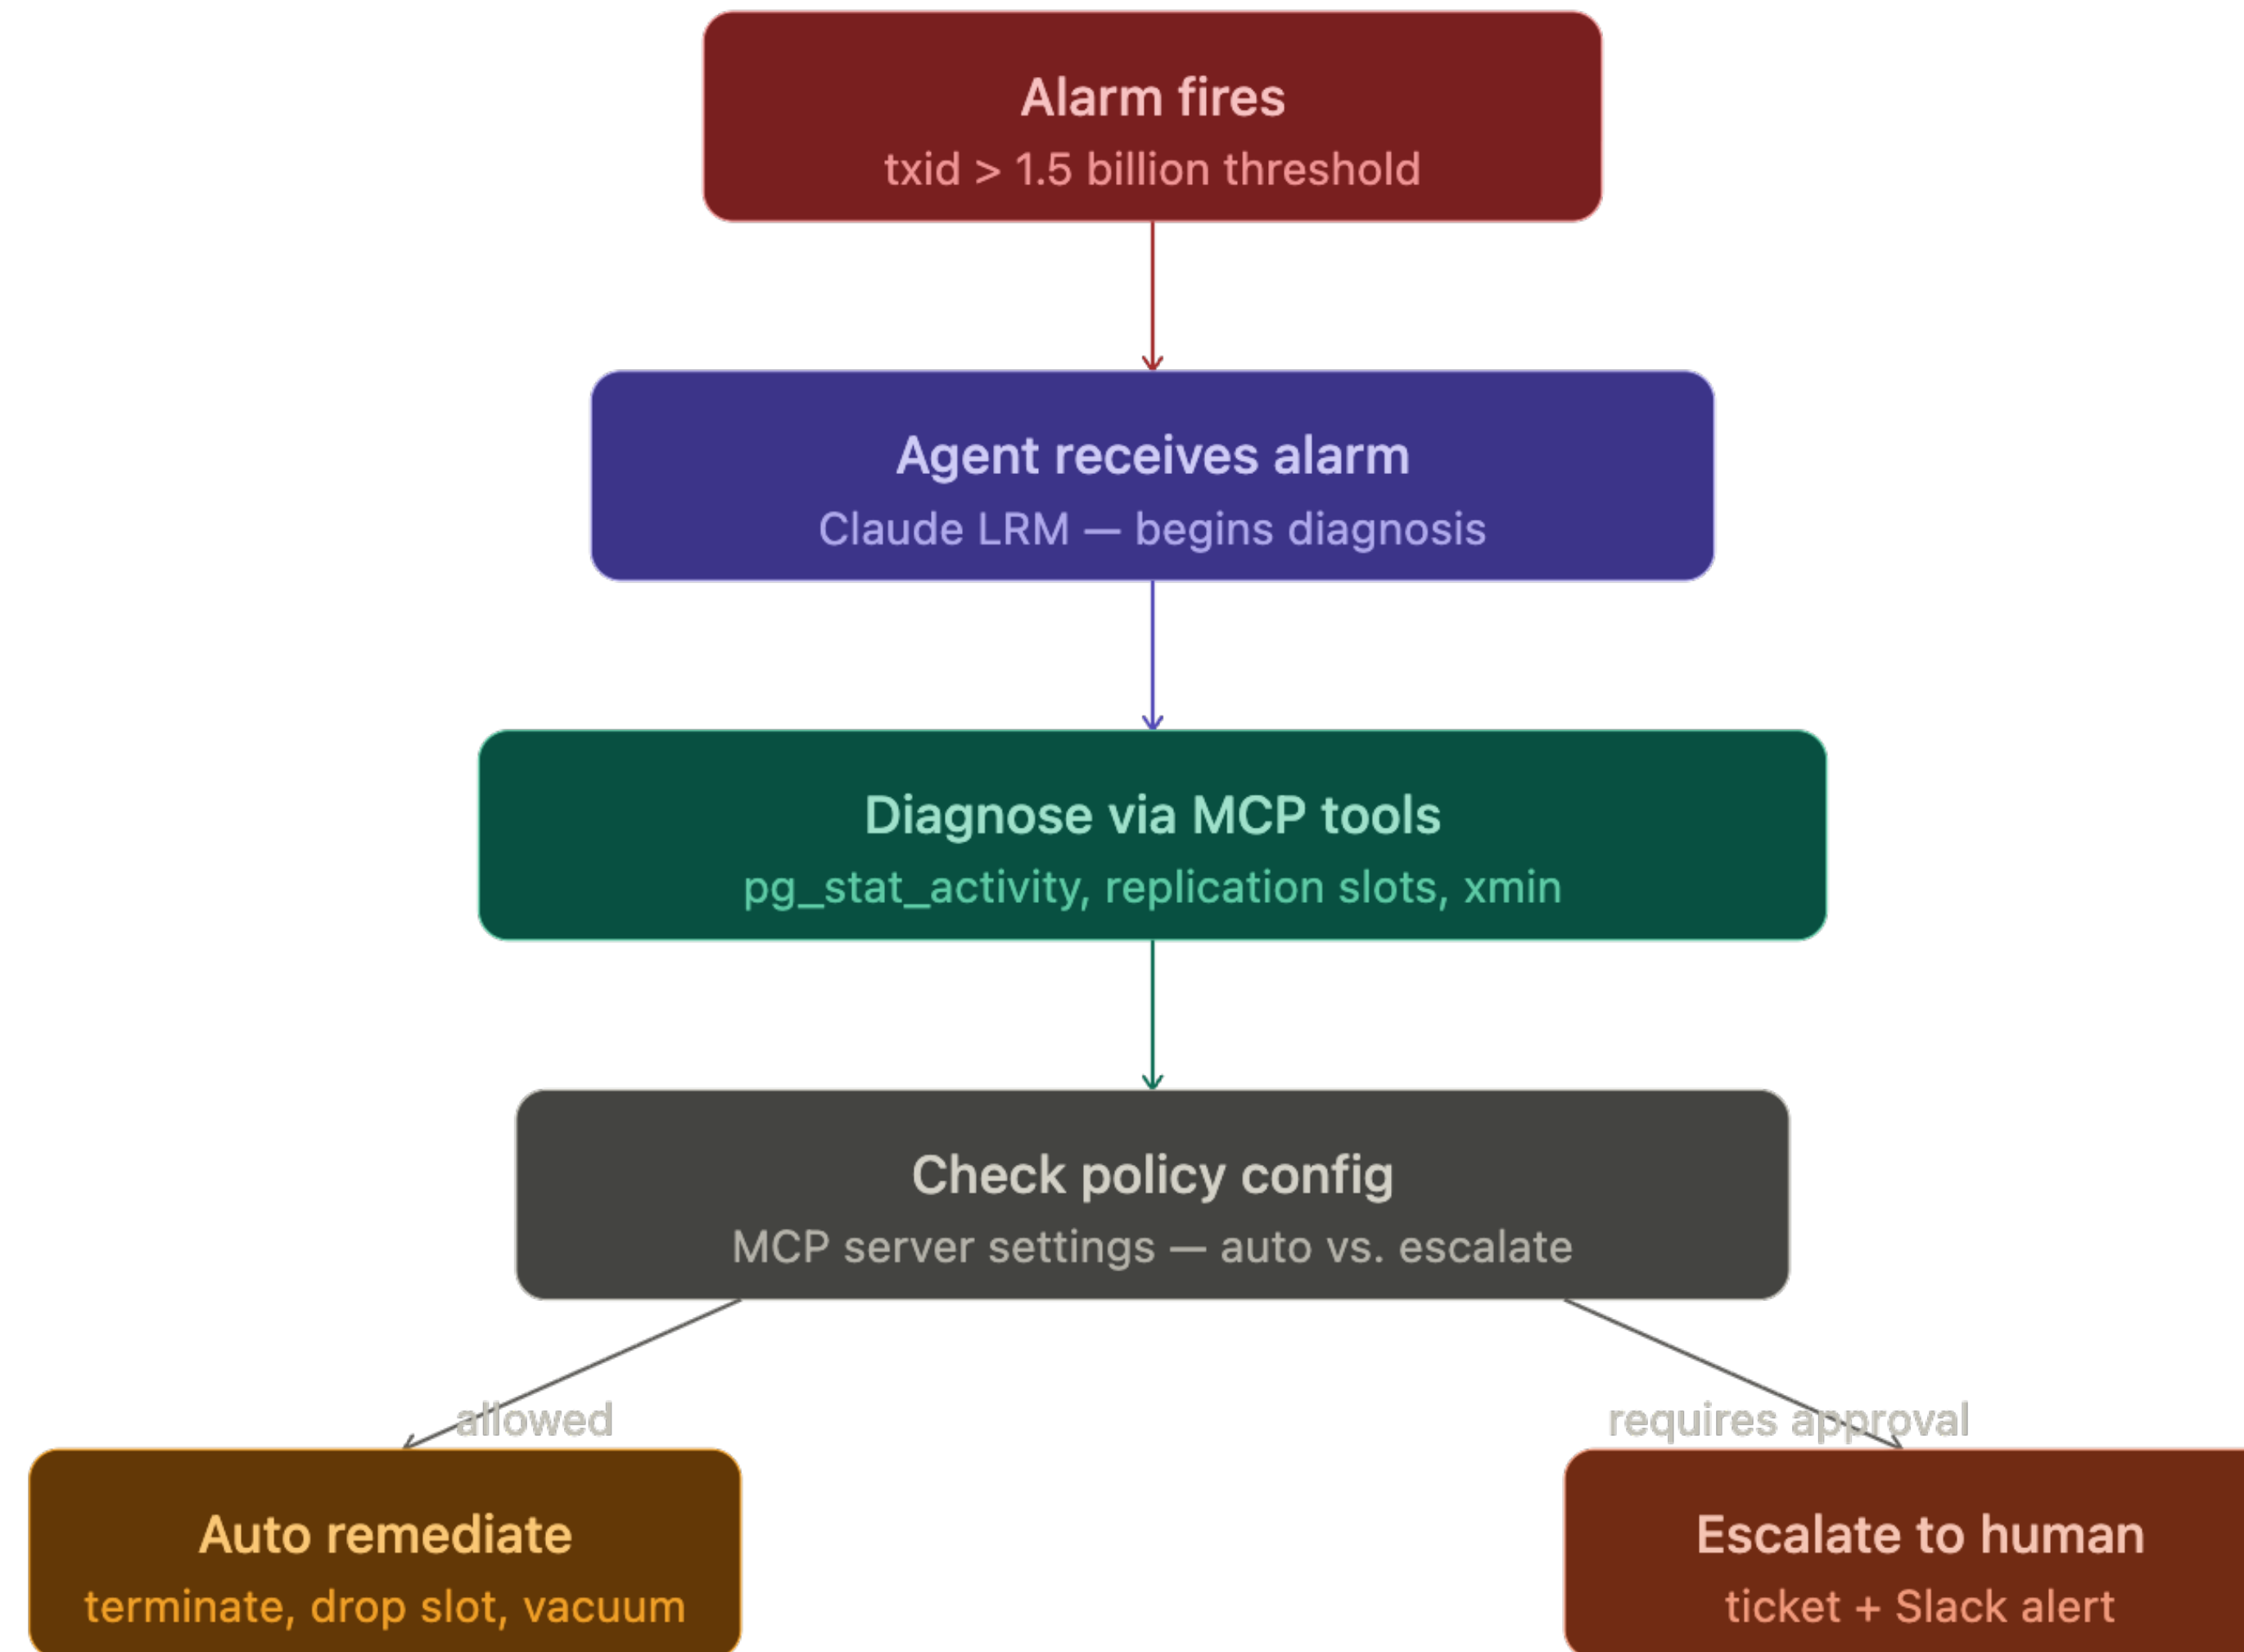 Alarm fires
txid > 1.5 billion threshold
Agent receives alarm
Claude LRM — begins diagnosis
Diagnose via MCP tools
pg_stat_activity, replication slots, xmin
Check policy config
MCP server settings — auto vs. escalate
allowed
requires approval
Auto remediate
terminate, drop slot, vacuum
Escalate to human
ticket + Slack alert